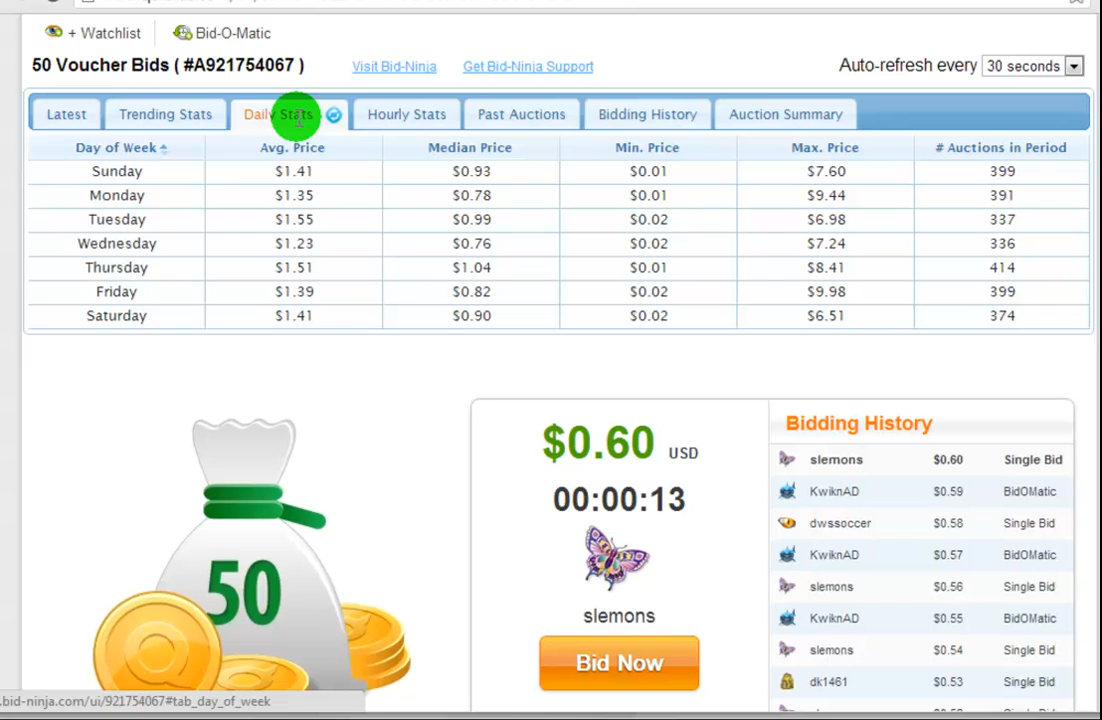 + Watchlist Bid-O-Matic
50 Voucher Bids ( #A921754067 ) Visit Bid-Ninja Get Bid-Ninja Support Auto-refresh every 30 seconds
Latest Trending Stats Daily Stats Hourly Stats Past Auctions Bidding History Auction Summary
Day of Week Avg. Price Median Price Min. Price Max. Price # Auctions in Period
Sunday $1.41 $0.93 $0.01 $7.60 399
Monday $1.35 $0.78 $0.01 $9.44 391
Tuesday $1.55 $0.99 $0.02 $6.98 337
Wednesday $1.23 $0.76 $0.02 $7.24 336
Thursday $1.51 $1.04 $0.01 $8.41 414
Friday $1.39 $0.82 $0.02 $9.98 399
Saturday $1.41 $0.90 $0.02 $6.51 374
$0.60 USD
00:00:13
slemons
Bid Now
50
Bidding History
slemons $0.60 Single Bid
KwiknAD $0.59 BidOMatic
dwssoccer $0.58 Single Bid
KwiknAD $0.57 BidOMatic
slemons $0.56 Single Bid
KwiknAD $0.55 BidOMatic
slemons $0.54 Single Bid
dk1461 $0.53 Single Bid
.bid-ninja.com/ui/921754067#tab_day_of_week